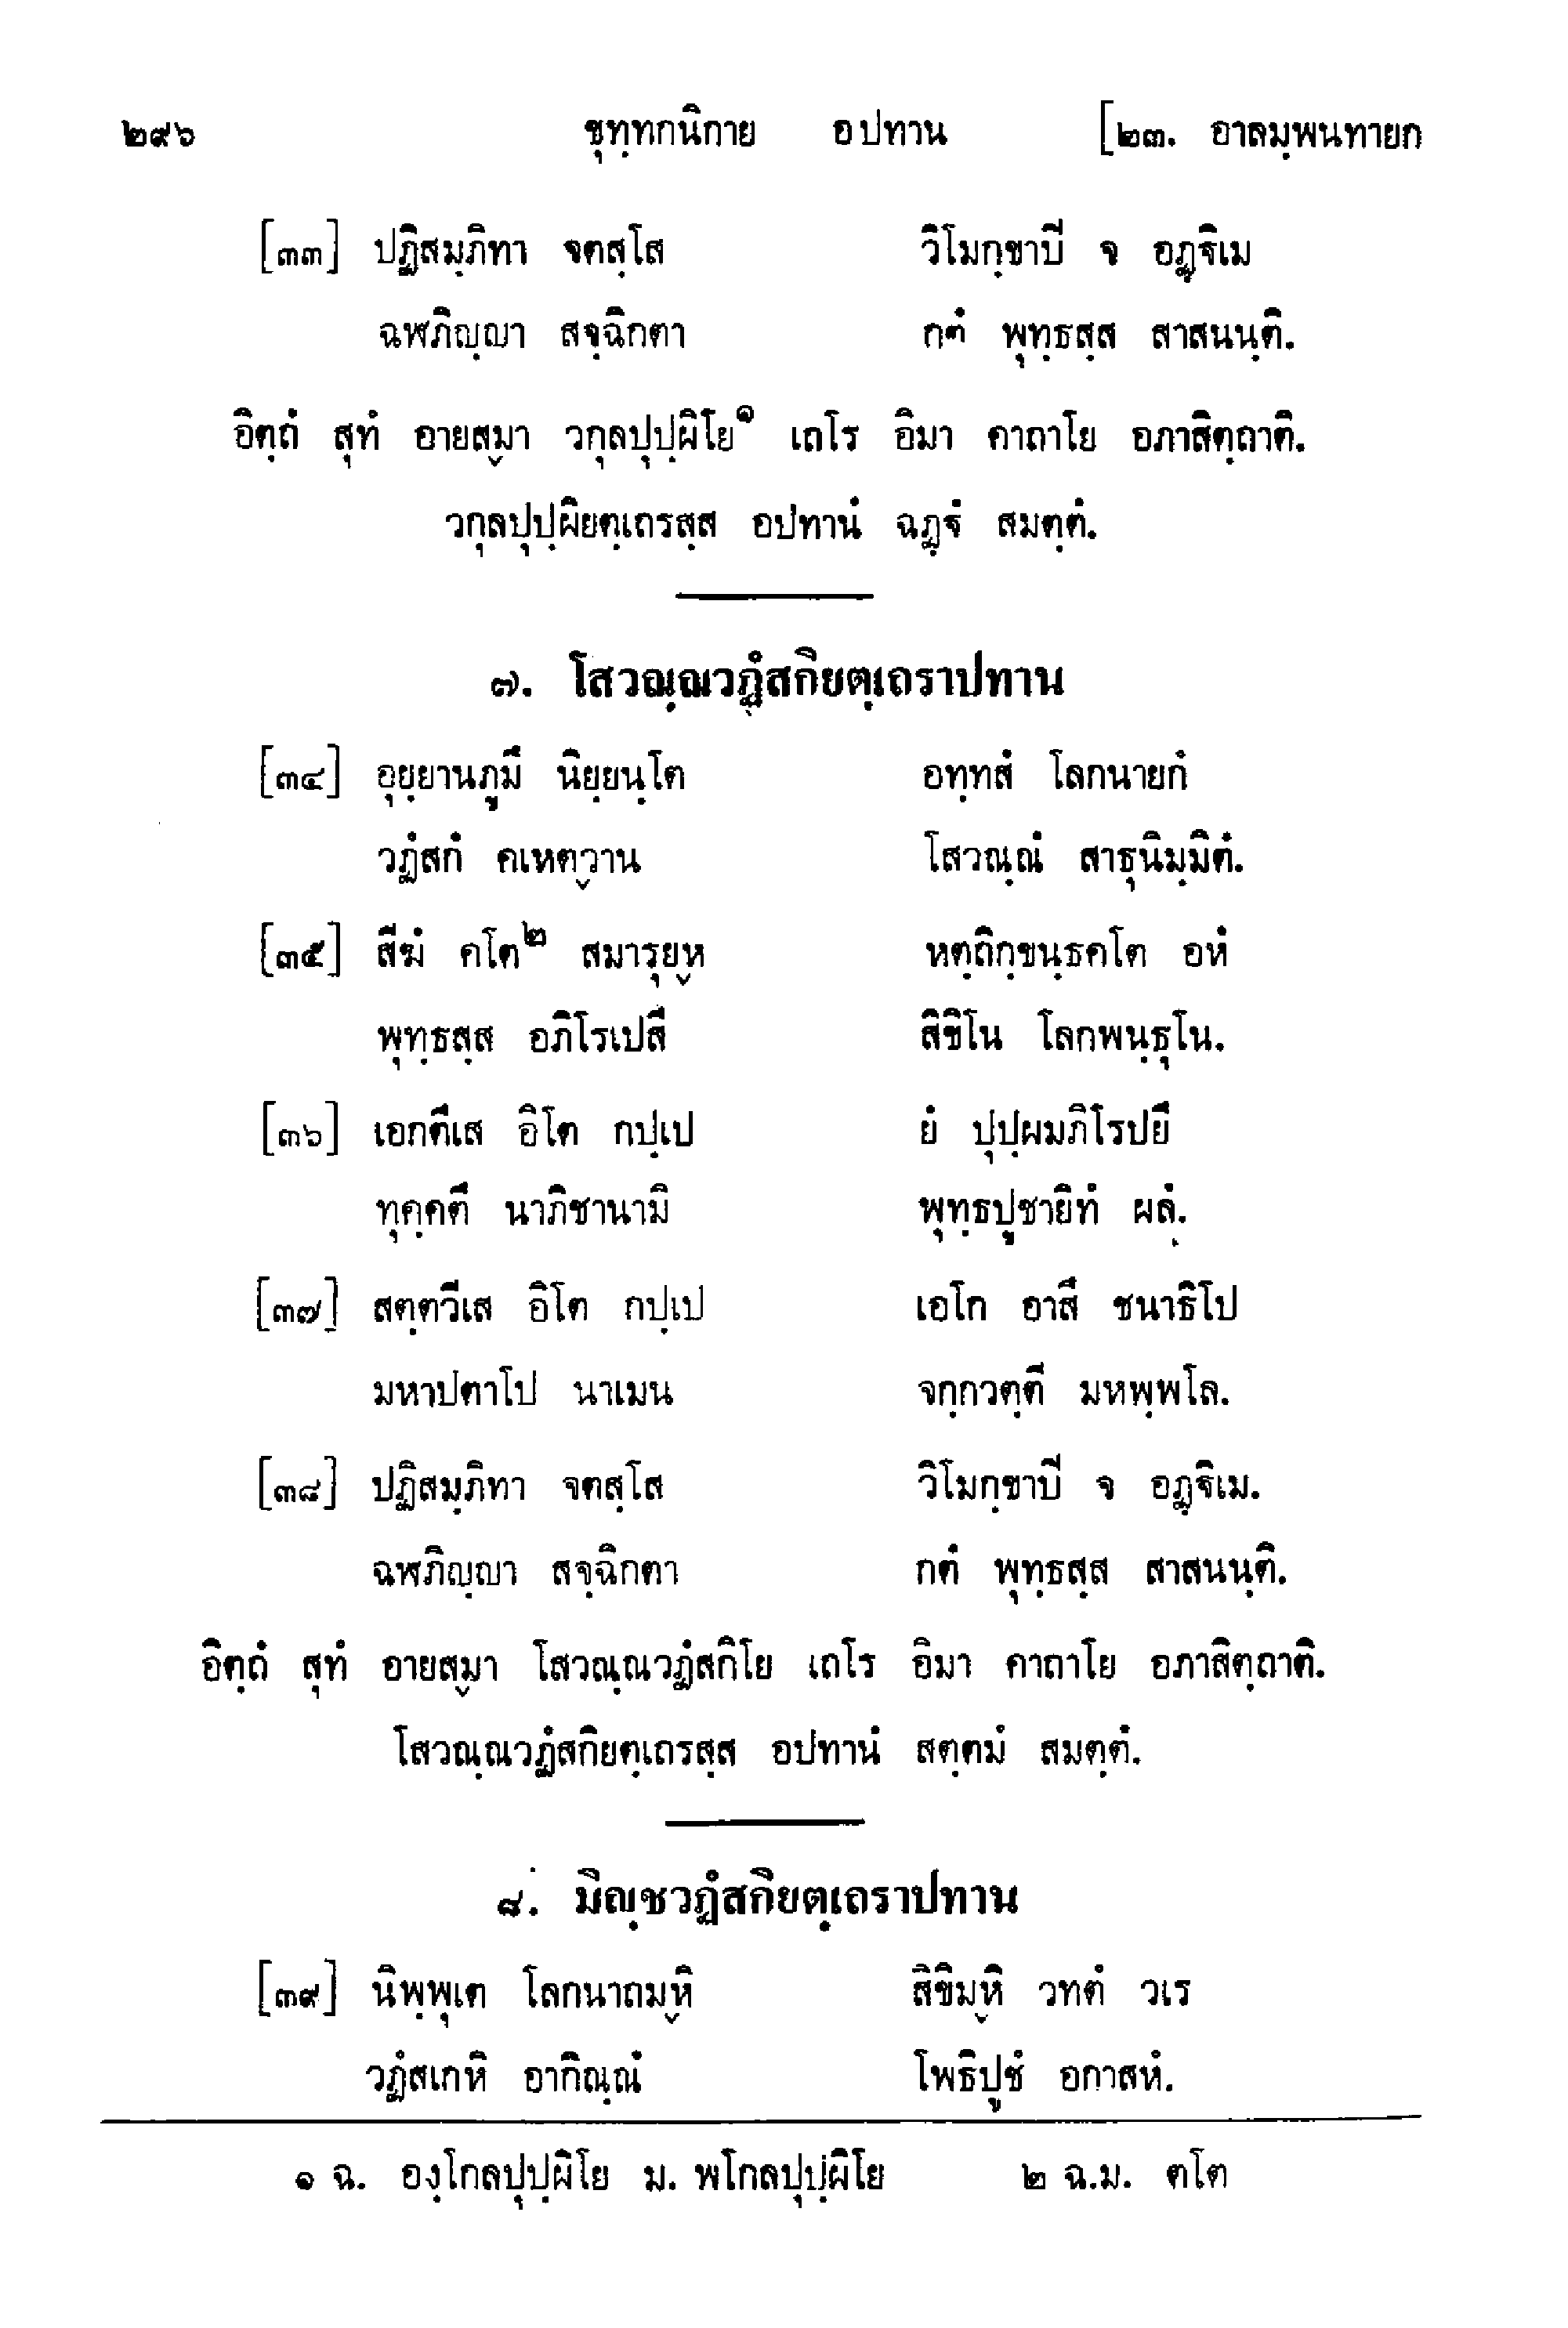 ๒๙๖ ขุทฺทกนิกาย อปทาน [๒๓. อาลมฺพนทายก
[๓๓] ปฏิสมฺภิทา จตสฺโส วิโมกฺขาปิ จ อฏฺฐิเม
ฉฬภิญฺญา สจฺฉิกตา กตํ พุทฺธสฺส สาสนนฺติ.
อิตฺถํ สุทํ อายสฺมา วกุลปุปฺผิโย๑ เถโร อิมา คาถาโย อภาสิตฺถาติ.
วกุลปุปฺผิยตฺเถรสฺส อปทานํ ฉฏฺฐํ สมตฺตํ.
๗. โสวณฺณวฏํสกิยตฺเถราปทาน
[๓๔] อุยฺยานภูมึ นิยฺยนฺโต อทฺทสํ โลกนายกํ
วฏํสกํ คเหตฺวาน โสวณฺณํ สาธุนิมฺมิตํ.
[๓๕] สีฆํ คโต๒ สมารุยฺห หตฺถิกฺขนฺธคโต อหํ
พุทฺธสฺส อภิโรเปสึ สิขิโน โลกพนฺธุโน.
[๓๖] เอกตึเส อิโต กปฺเป ยํ ปุปฺผมภิโรปยึ
ทุคฺคตึ นาภิชานามิ พุทฺธปูชายิทํ ผลํ.
[๓๗] สตฺตวีเส อิโต กปฺเป เอโก อาสึ ชนาธิโป
มหาปตาโป นาเมน จกฺกวตฺตี มหพฺพโล.
[๓๘] ปฏิสมฺภิทา จตสฺโส วิโมกฺขาปิ จ อฏฺฐิเม.
ฉฬภิญฺญา สจฺฉิกตา กตํ พุทฺธสฺส สาสนนฺติ.
อิตฺถํ สุทํ อายสฺมา โสวณฺณวฏํสกิโย เถโร อิมา คาถาโย อภาสิตฺถาติ.
โสวณฺณวฏํสกิยตฺเถรสฺส อปทานํ สตฺตมํ สมตฺตํ.
๘. มิญฺชวฏํสกิยตฺเถราปทาน
[๓๙] นิพฺพุเต โลกนาถมฺหิ สิขิมฺหิ วทตํ วเร
วฏํสเกหิ อากิณฺณํ โพธิปูชํ อกาสหํ.
๑ ฉ. องฺโกลปุปฺผิโย ม. พโกลปุปฺผิโย ๒ ฉ.ม. ตโต